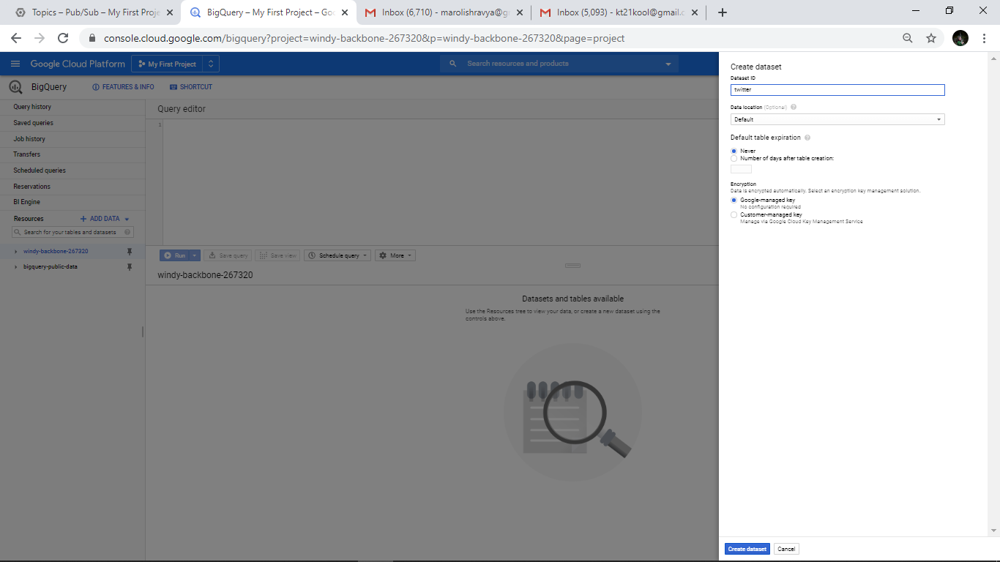 Topics – Pub/Sub – My First Proje
BigQuery – My First Project – Goo
Inbox (6,710) - marolishravya@g
Inbox (5,093) - kt21kool@gmail.c
console.cloud.google.com/bigquery?project=windy-backbone-267320&p=windy-backbone-267320&page=project
Google Cloud Platform
My First Project
Search resources and products
BigQuery
FEATURES & INFO
SHORTCUT
Query history
Saved queries
Job history
Transfers
Scheduled queries
Reservations
BI Engine
Resources
+ ADD DATA
Search for your tables and datasets
windy-backbone-267320
bigquery-public-data
Query editor
1
Run
Save query
Save view
Schedule query
More
windy-backbone-267320
Datasets and tables available
Use the Resources tree to view your data, or create a new dataset using the
controls above.
Create dataset
Dataset ID
twitter
Data location (Optional)
Default
Default table expiration
Never
Number of days after table creation:
Encryption
Data is encrypted automatically. Select an encryption key management solution.
Google-managed key
No configuration required
Customer-managed key
Manage via Google Cloud Key Management Service
Create dataset
Cancel